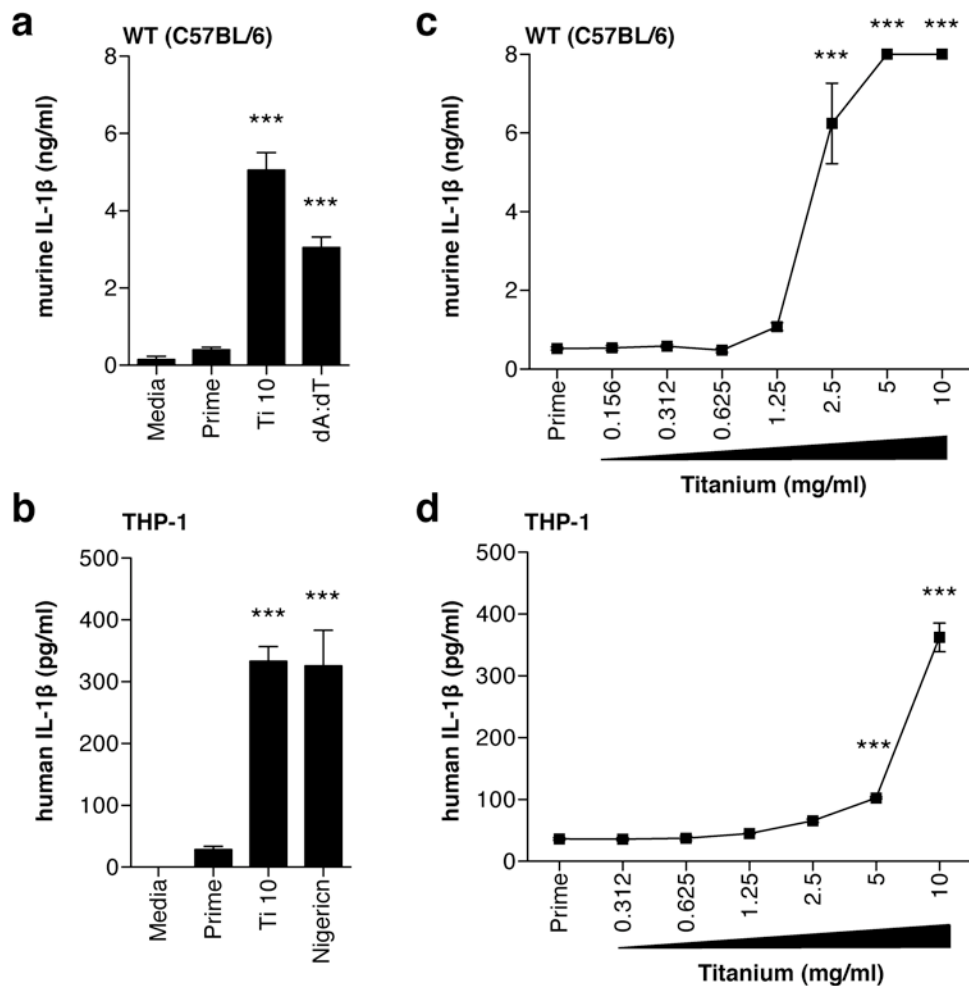 a
WT (C57BL/6)
murine IL-1β (ng/ml)
8
6
4
2
0
***
***
Media
Prime
Ti 10
dA:dT
c
WT (C57BL/6)
murine IL-1β (ng/ml)
8
6
4
2
0
***
***
***
Prime
0.156
0.312
0.625
1.25
2.5
5
10
Titanium (mg/ml)
b
THP-1
human IL-1β (pg/ml)
500
400
300
200
100
0
***
***
Media
Prime
Ti 10
Nigericn
d
THP-1
human IL-1β (pg/ml)
500
400
300
200
100
0
***
***
Prime
0.312
0.625
1.25
2.5
5
10
Titanium (mg/ml)